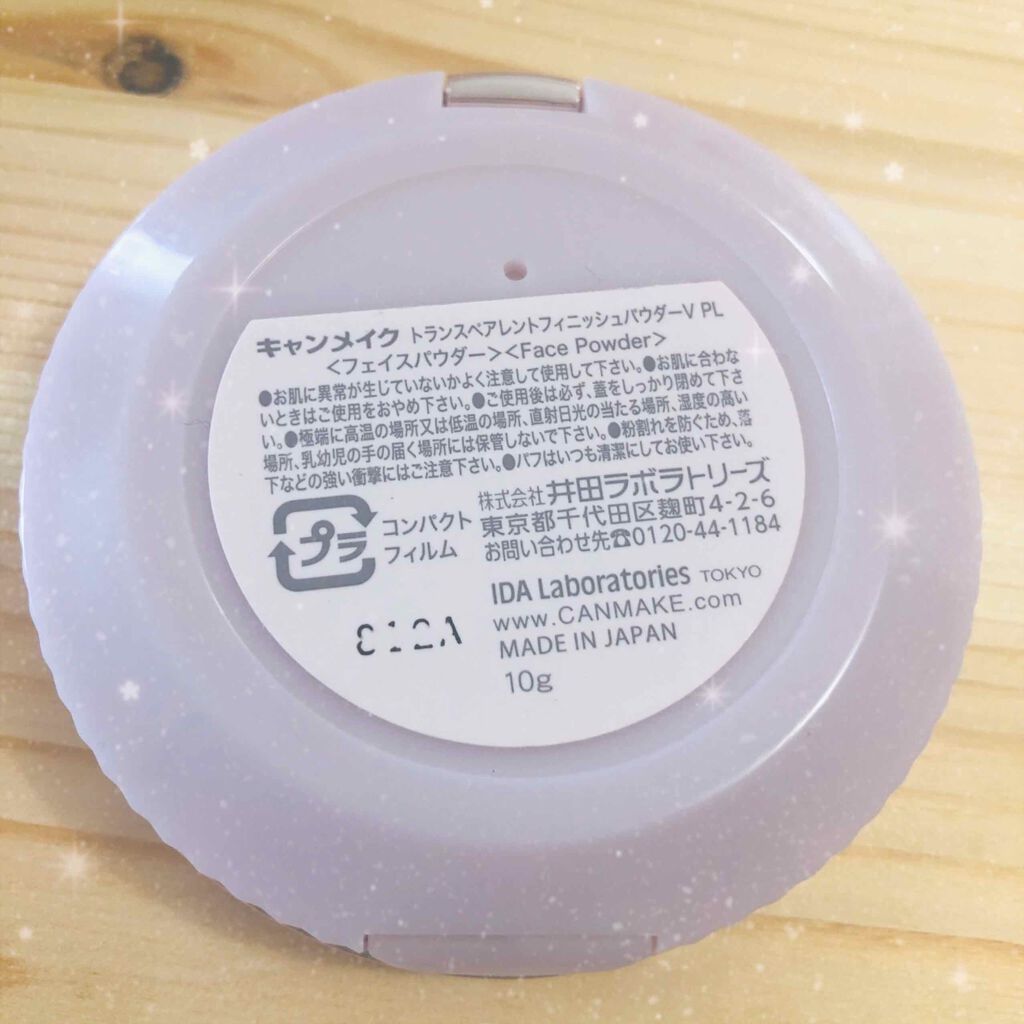 キャンメイク トランスペアレントフィニッシュパウダーV PL
<フェイスパウダー><Face Powder>
●お肌に異常が生じていないかよく注意して使用して下さい。●お肌に合わな
いときはご使用をおやめ下さい。●ご使用後は必ず、蓋をしっかり閉めて下さ
い。●極端に高温の場所又は低温の場所、直射日光の当たる場所、湿度の高い
場所、乳幼児の手の届く場所には保管しないで下さい。●粉割れを防ぐため、落
下などの強い衝撃にはご注意下さい。●パフはいつも清潔にしてお使い下さい。
プラ
コンパクト
フィルム
株式会社 井田ラボラトリーズ
東京都千代田区麹町4-2-6
お問い合わせ先☎0120-44-1184
IDA Laboratories TOKYO
www.CANMAKE.com
MADE IN JAPAN
10g
812A